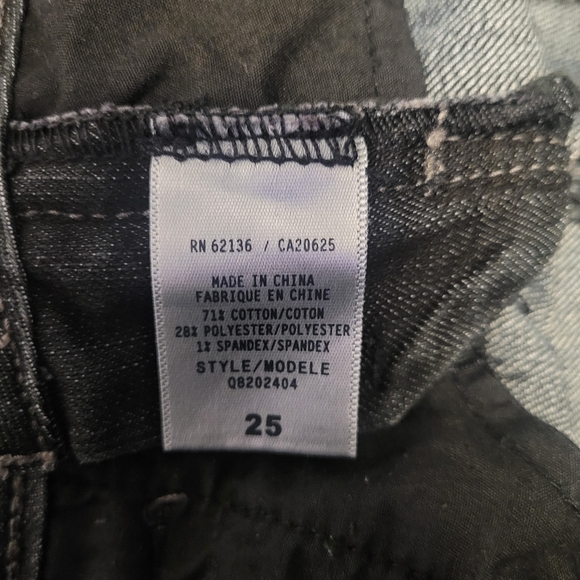 RN 62136 / CA20625
MADE IN CHINA
FABRIQUE EN CHINE
71% COTTON/COTON
28% POLYESTER/POLYESTER
1% SPANDEX/SPANDEX
STYLE/MODELE
Q8202404
25